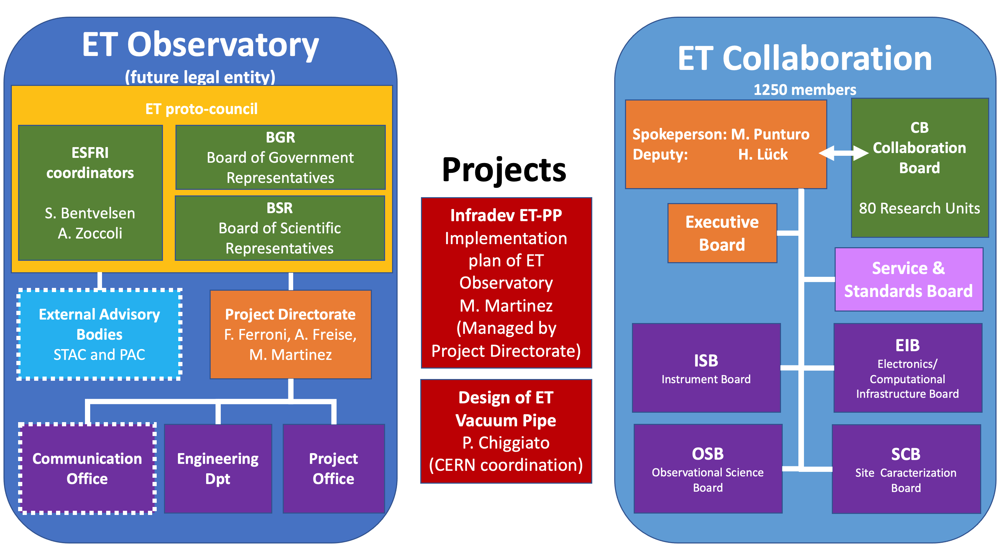 ET Observatory
(future legal entity)
ET proto-council
ESFRI
coordinators
S. Bentvelsen
A. Zoccoli
BGR
Board of Government
Representatives
BSR
Board of Scientific
Representatives
External Advisory
Bodies
STAC and PAC
Project Directorate
F. Ferroni, A. Freise,
M. Martinez
Communication
Office
Engineering
Dpt
Project
Office
Projects
Infradev ET-PP
Implementation
plan of ET
Observatory
M. Martinez
(Managed by
Project Directorate)
Design of ET
Vacuum Pipe
P. Chiggiato
(CERN coordination)
ET Collaboration
1250 members
Spokeperson: M. Punturo
Deputy: H. Lück
CB
Collaboration
Board
80 Research Units
Executive
Board
Service &
Standards Board
ISB
Instrument Board
EIB
Electronics/
Computational
Infrastructure Board
OSB
Observational Science
Board
SCB
Site Caracterization
Board